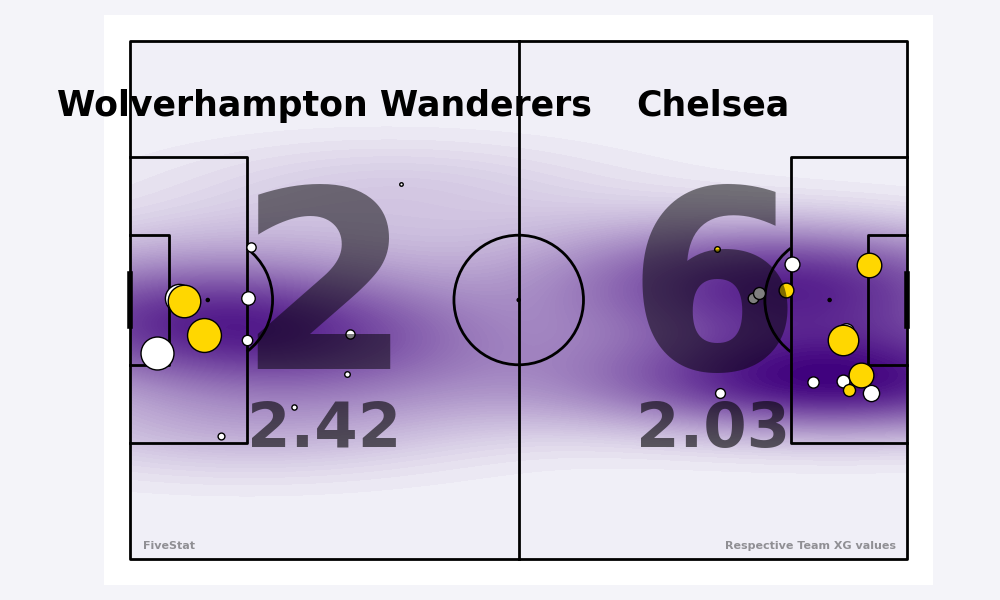 Wolverhampton Wanderers
Chelsea
2
6
2.42
2.03
FiveStat
Respective Team XG values